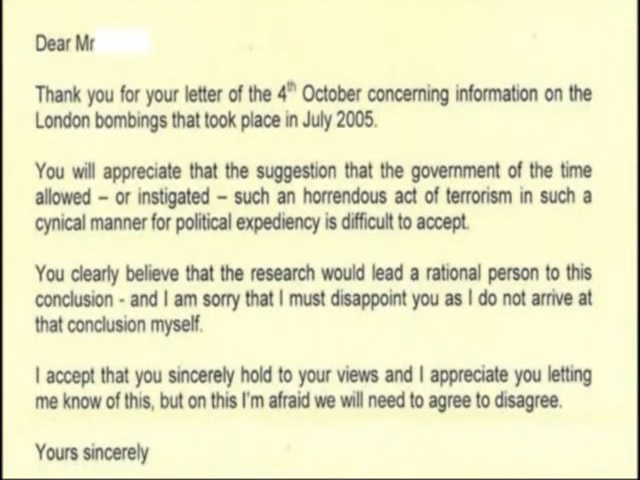 Dear Mr
Thank you for your letter of the 4th October concerning information on the
London bombings that took place in July 2005.
You will appreciate that the suggestion that the government of the time
allowed – or instigated – such an horrendous act of terrorism in such a
cynical manner for political expediency is difficult to accept.
You clearly believe that the research would lead a rational person to this
conclusion - and I am sorry that I must disappoint you as I do not arrive at
that conclusion myself.
I accept that you sincerely hold to your views and I appreciate you letting
me know of this, but on this I'm afraid we will need to agree to disagree.
Yours sincerely